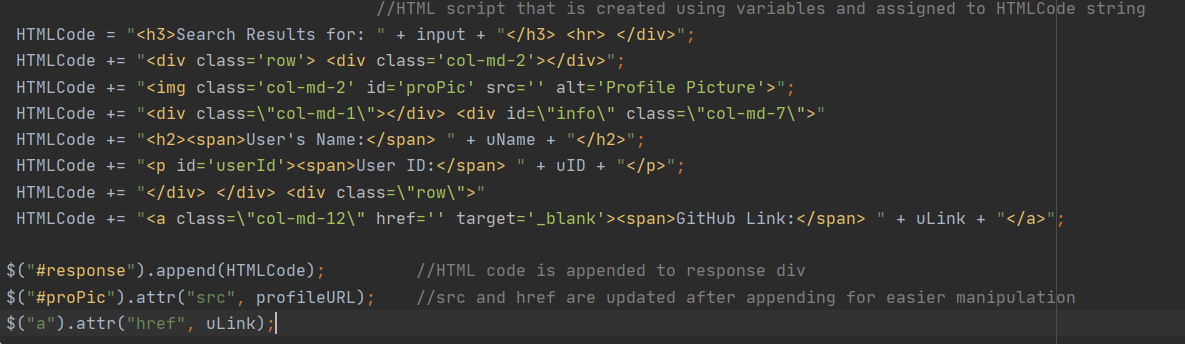 //HTML script that is created using variables and assigned to HTMLCode string
HTMLCode = "<h3>Search Results for: " + input + "</h3> <hr> </div>";
HTMLCode += "<div class='row'> <div class='col-md-2'></div>";
HTMLCode += "<img class='col-md-2' id='proPic' src='' alt='Profile Picture'>";
HTMLCode += "<div class=\"col-md-1\"></div> <div id=\"info\" class=\"col-md-7\">"
HTMLCode += "<h2><span>User's Name:</span> " + uName + "</h2>";
HTMLCode += "<p id='userId'><span>User ID:</span> " + uID + "</p>";
HTMLCode += "</div> </div> <div class=\"row\">"
HTMLCode += "<a class=\"col-md-12\" href='' target='_blank'><span>GitHub Link:</span> " + uLink + "</a>";
$("#response").append(HTMLCode); //HTML code is appended to response div
$("#proPic").attr("src", profileURL); //src and href are updated after appending for easier manipulation
$("a").attr("href", uLink);